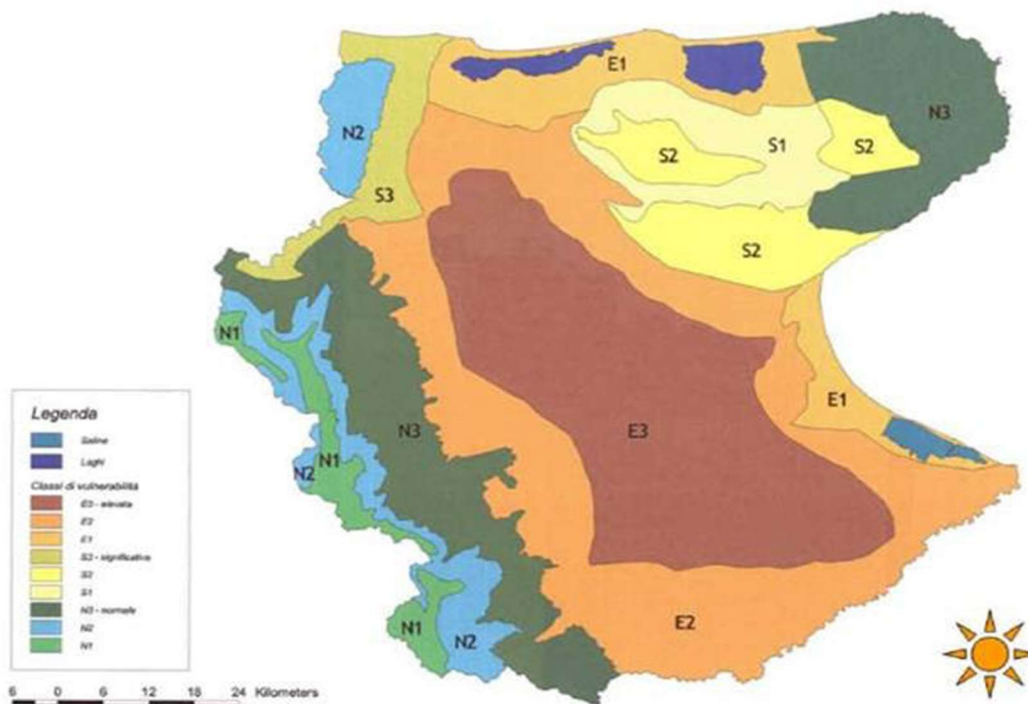 E1
N2
N3
S1
S2
S2
S3
S2
N1
E1
N3
E3
N1
N2
E2
N1
N2
Legenda
Saline
Laghi
Classi di vulnerabilità
E3 - elevata
E2
E1
S3 - significativa
S2
S1
N3 - normale
N2
N1
6 0 6 12 18 24 Kilometers